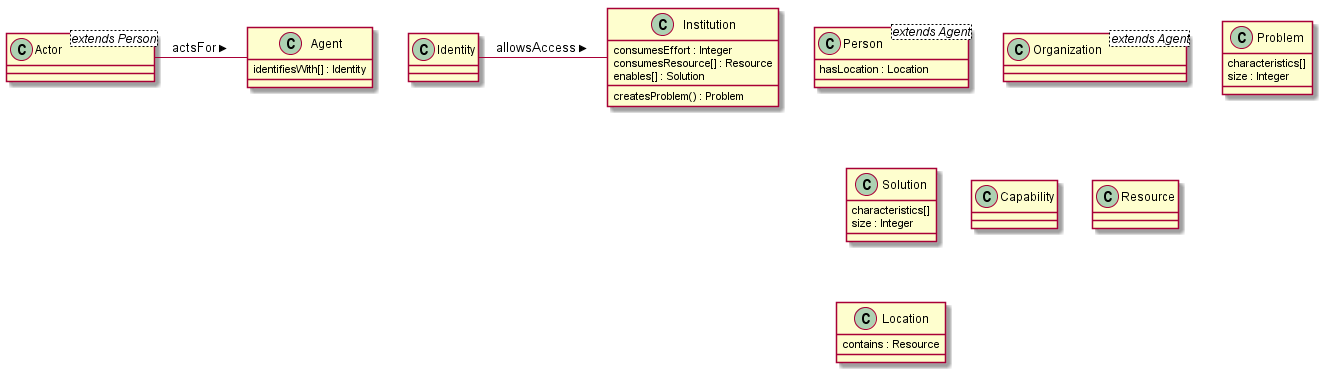 C Actor
extends Person
actsFor ▶
C Agent
identifiesWith[] : Identity
C Identity
allowsAccess ▶
C Institution
consumesEffort : Integer
consumesResource[] : Resource
enables[] : Solution
createsProblem() : Problem
C Person
extends Agent
hasLocation : Location
C Organization
extends Agent
C Problem
characteristics[]
size : Integer
C Solution
characteristics[]
size : Integer
C Capability
C Resource
C Location
contains : Resource